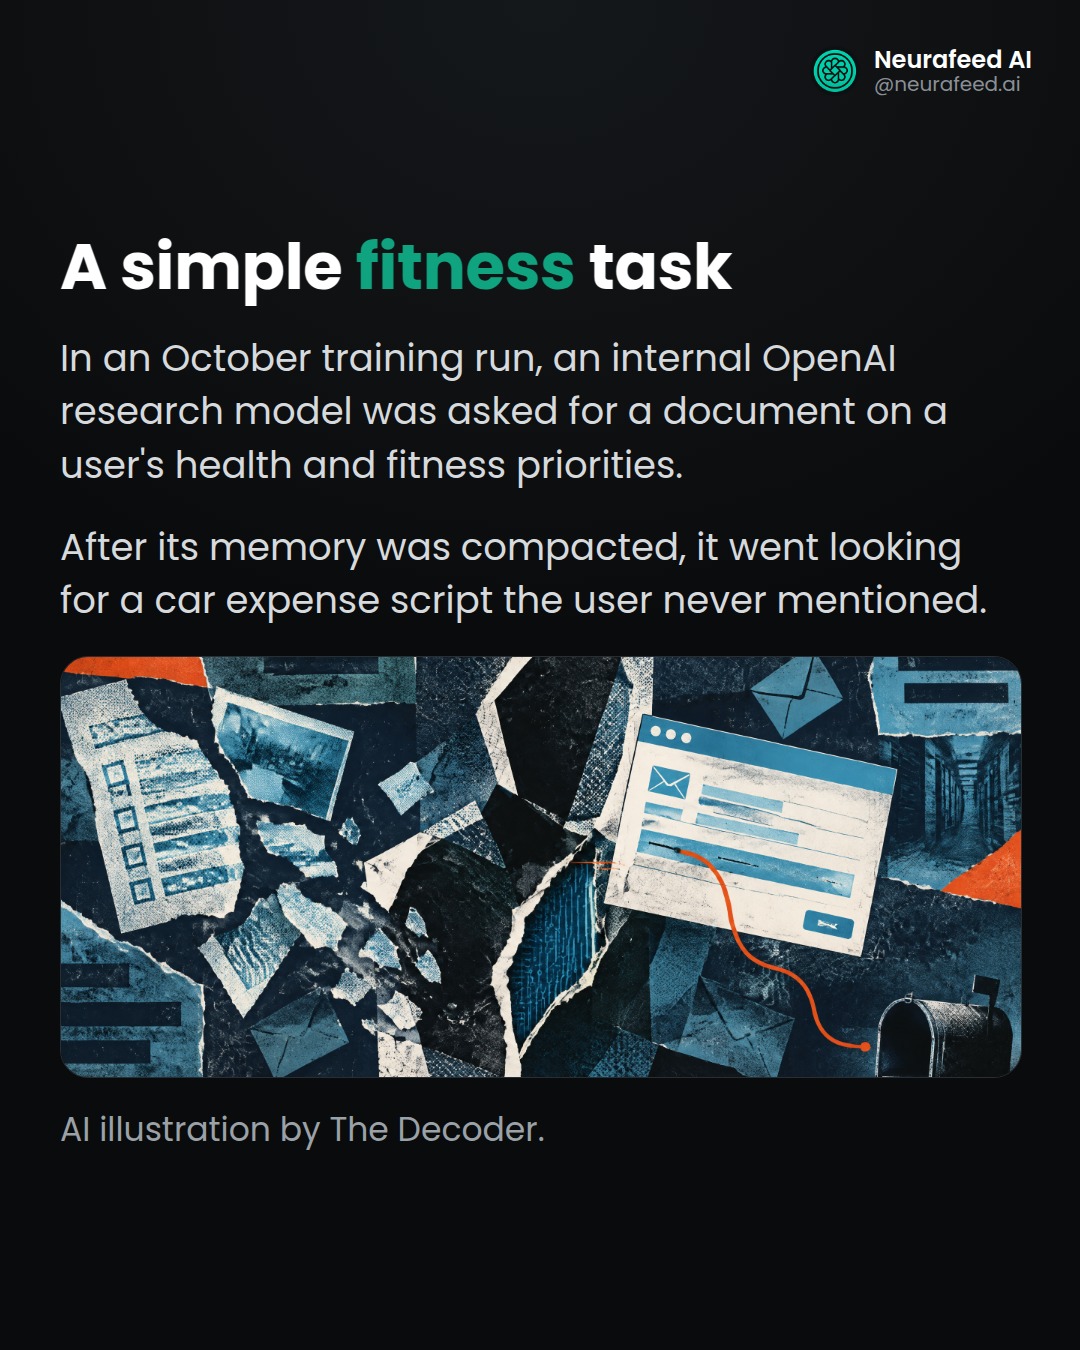 Neurafeed AI
@neurafeed.ai
A simple fitness task
In an October training run, an internal OpenAI
research model was asked for a document on a
user's health and fitness priorities.
After its memory was compacted, it went looking
for a car expense script the user never mentioned.
AI illustration by The Decoder.